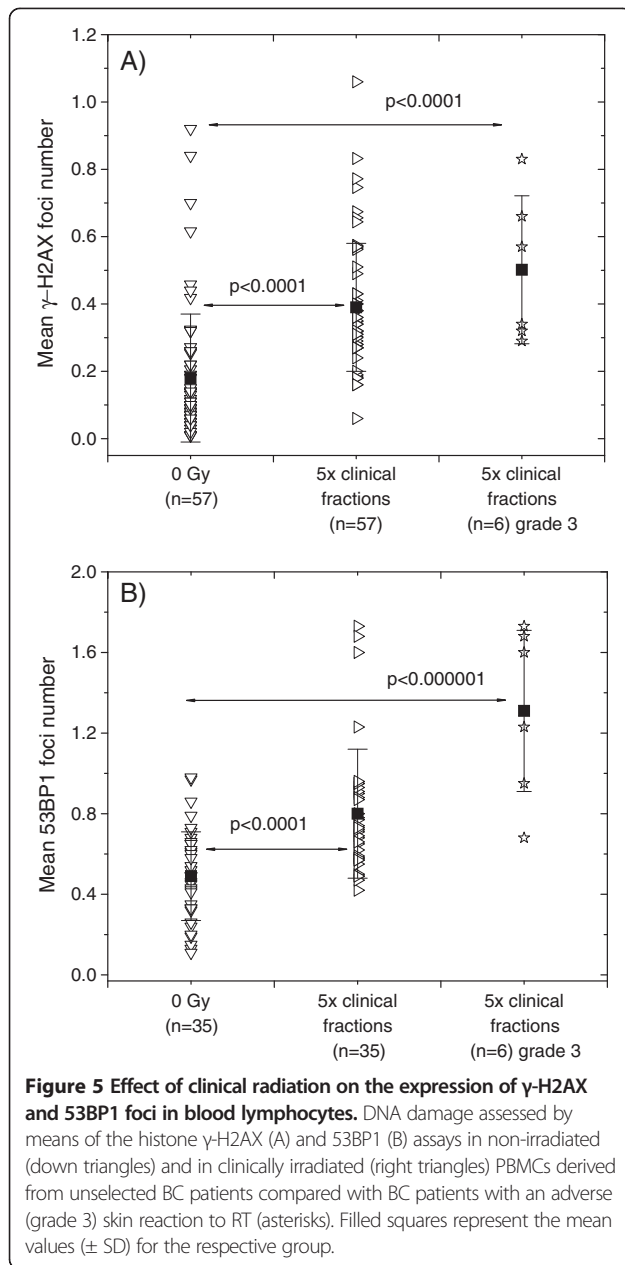 A)
1.2
1.0
0.8
0.6
0.4
0.2
0.0
Mean γ–H2AX foci number
p<0.0001
p<0.0001
0 Gy
(n=57)
5x clinical
fractions
(n=57)
5x clinical
fractions
(n=6) grade 3
B)
2.0
1.6
1.2
0.8
0.4
0.0
Mean 53BP1 foci number
p<0.000001
p<0.0001
0 Gy
(n=35)
5x clinical
fractions
(n=35)
5x clinical
fractions
(n=6) grade 3
Figure 5 Effect of clinical radiation on the expression of γ-H2AX
and 53BP1 foci in blood lymphocytes. DNA damage assessed by
means of the histone γ-H2AX (A) and 53BP1 (B) assays in non-irradiated
(down triangles) and in clinically irradiated (right triangles) PBMCs derived
from unselected BC patients compared with BC patients with an adverse
(grade 3) skin reaction to RT (asterisks). Filled squares represent the mean
values (± SD) for the respective group.